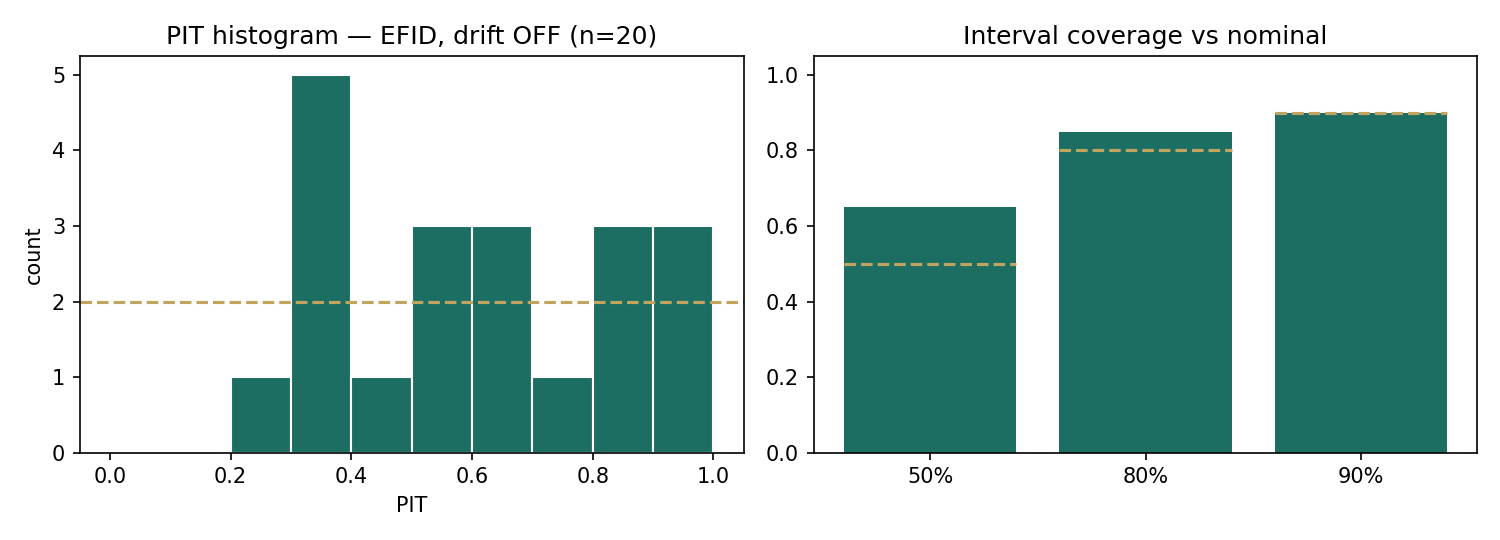 PIT histogram — EFID, drift OFF (n=20)
5
4
3
2
1
0
count
0.0 0.2 0.4 0.6 0.8 1.0
PIT
Interval coverage vs nominal
1.0
0.8
0.6
0.4
0.2
0.0
50% 80% 90%